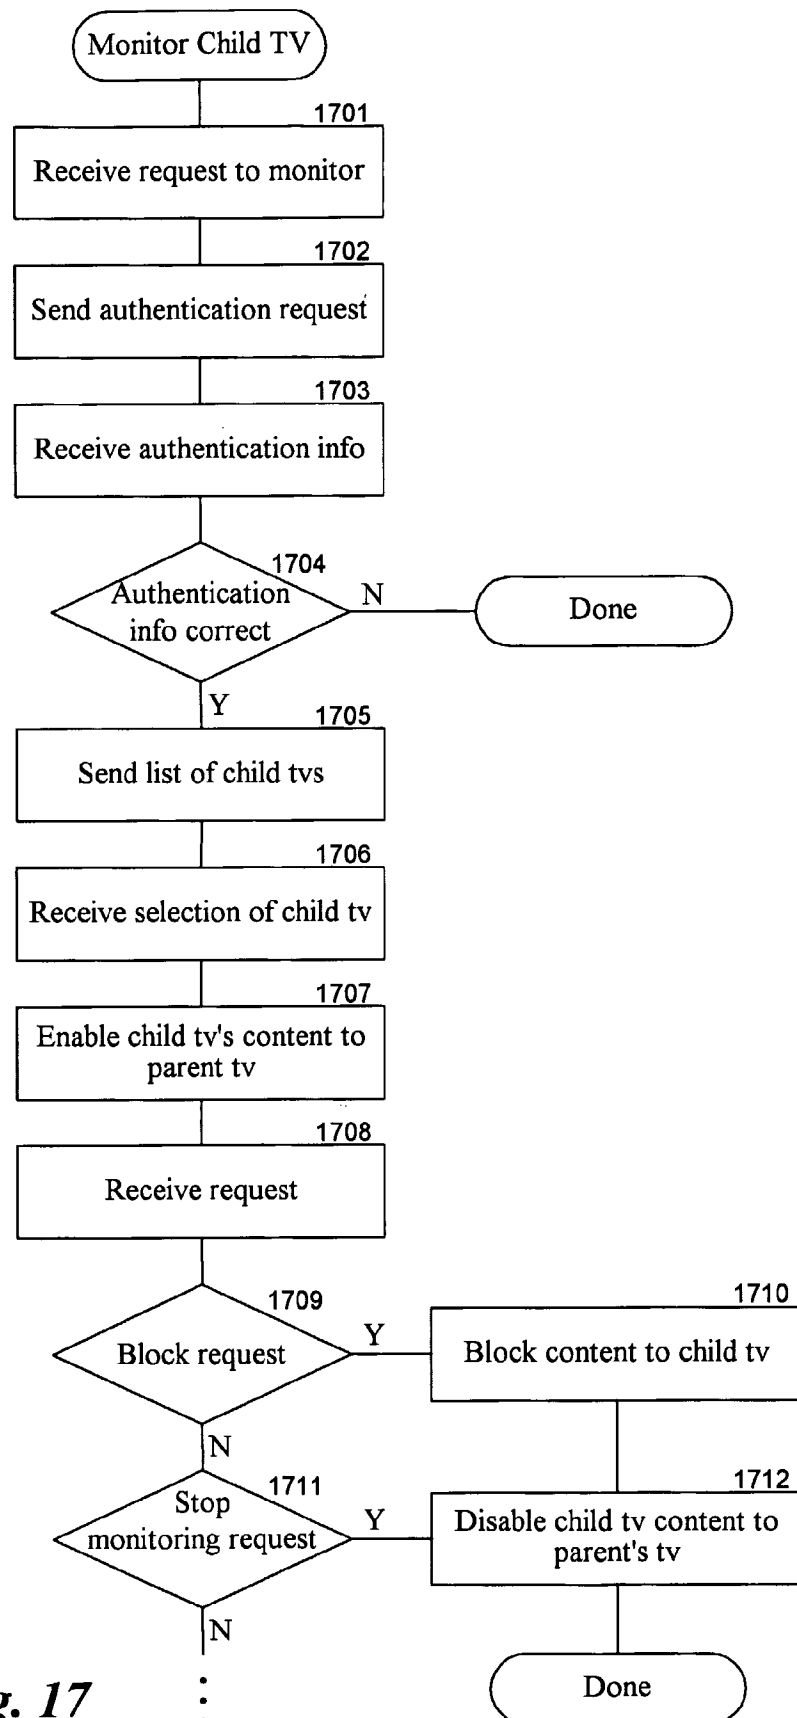 Monitor Child TV
1701
Receive request to monitor
1702
Send authentication request
1703
Receive authentication info
1704
Authentication
info correct
N
Done
Y
1705
Send list of child tvs
1706
Receive selection of child tv
1707
Enable child tv's content to
parent tv
1708
Receive request
1709
Block request
Y
1710
Block content to child tv
N
1711
Stop
monitoring request
Y
1712
Disable child tv content to
parent's tv
N
Done
g. 17